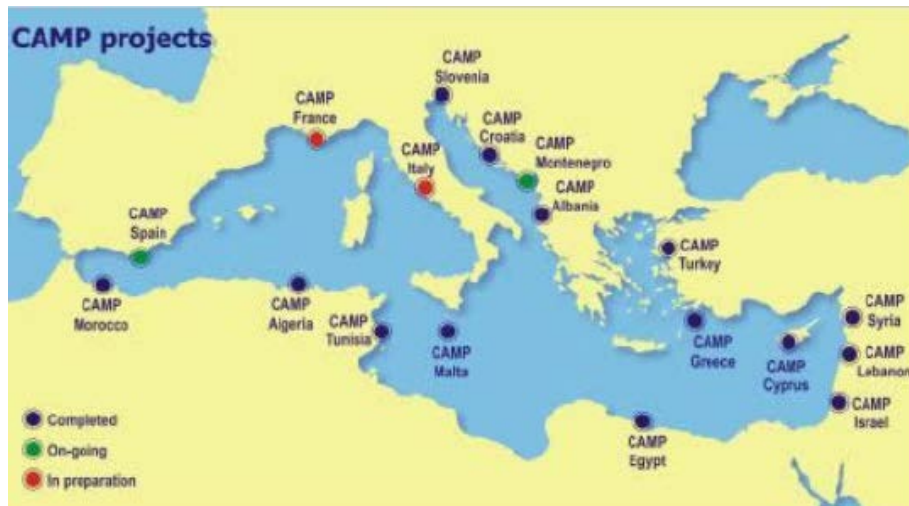 CAMP projects
CAMP
Slovenia
CAMP
France
CAMP
Croatia
CAMP
Italy
CAMP
Montenegro
CAMP
Albania
CAMP
Spain
CAMP
Turkey
CAMP
Morocco
CAMP
Algeria
CAMP
Tunisia
CAMP
Malta
CAMP
Greece
CAMP
Cyprus
CAMP
Syria
CAMP
Lebanon
CAMP
Israel
CAMP
Egypt
Completed
On-going
In preparation